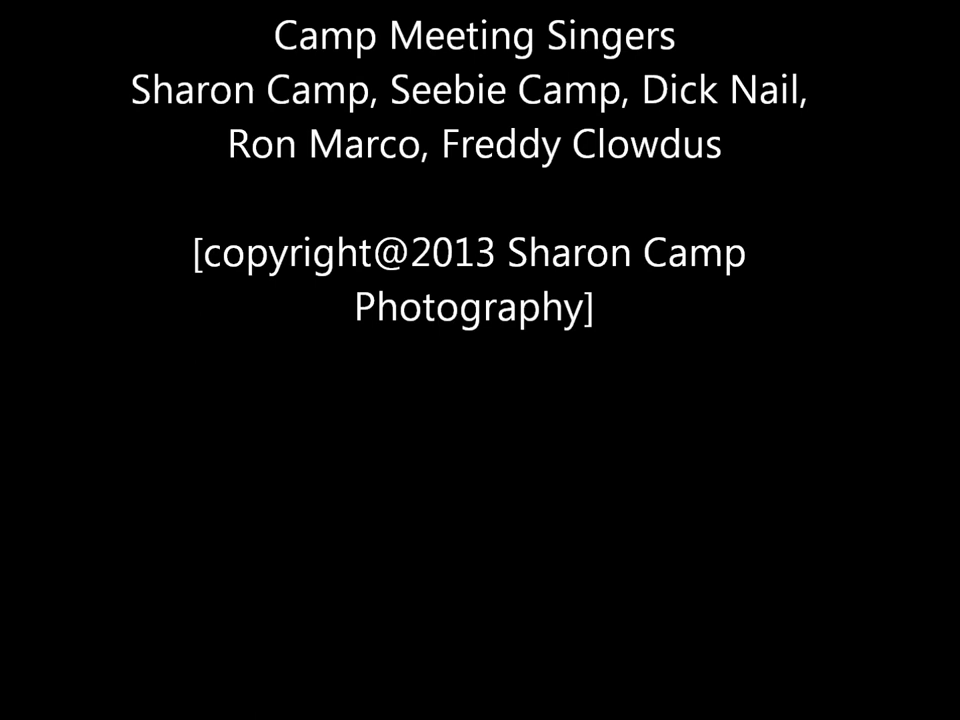 Camp Meeting Singers
Sharon Camp, Seebie Camp, Dick Nail,
Ron Marco, Freddy Clowdus
[copyright@2013 Sharon Camp
Photography]